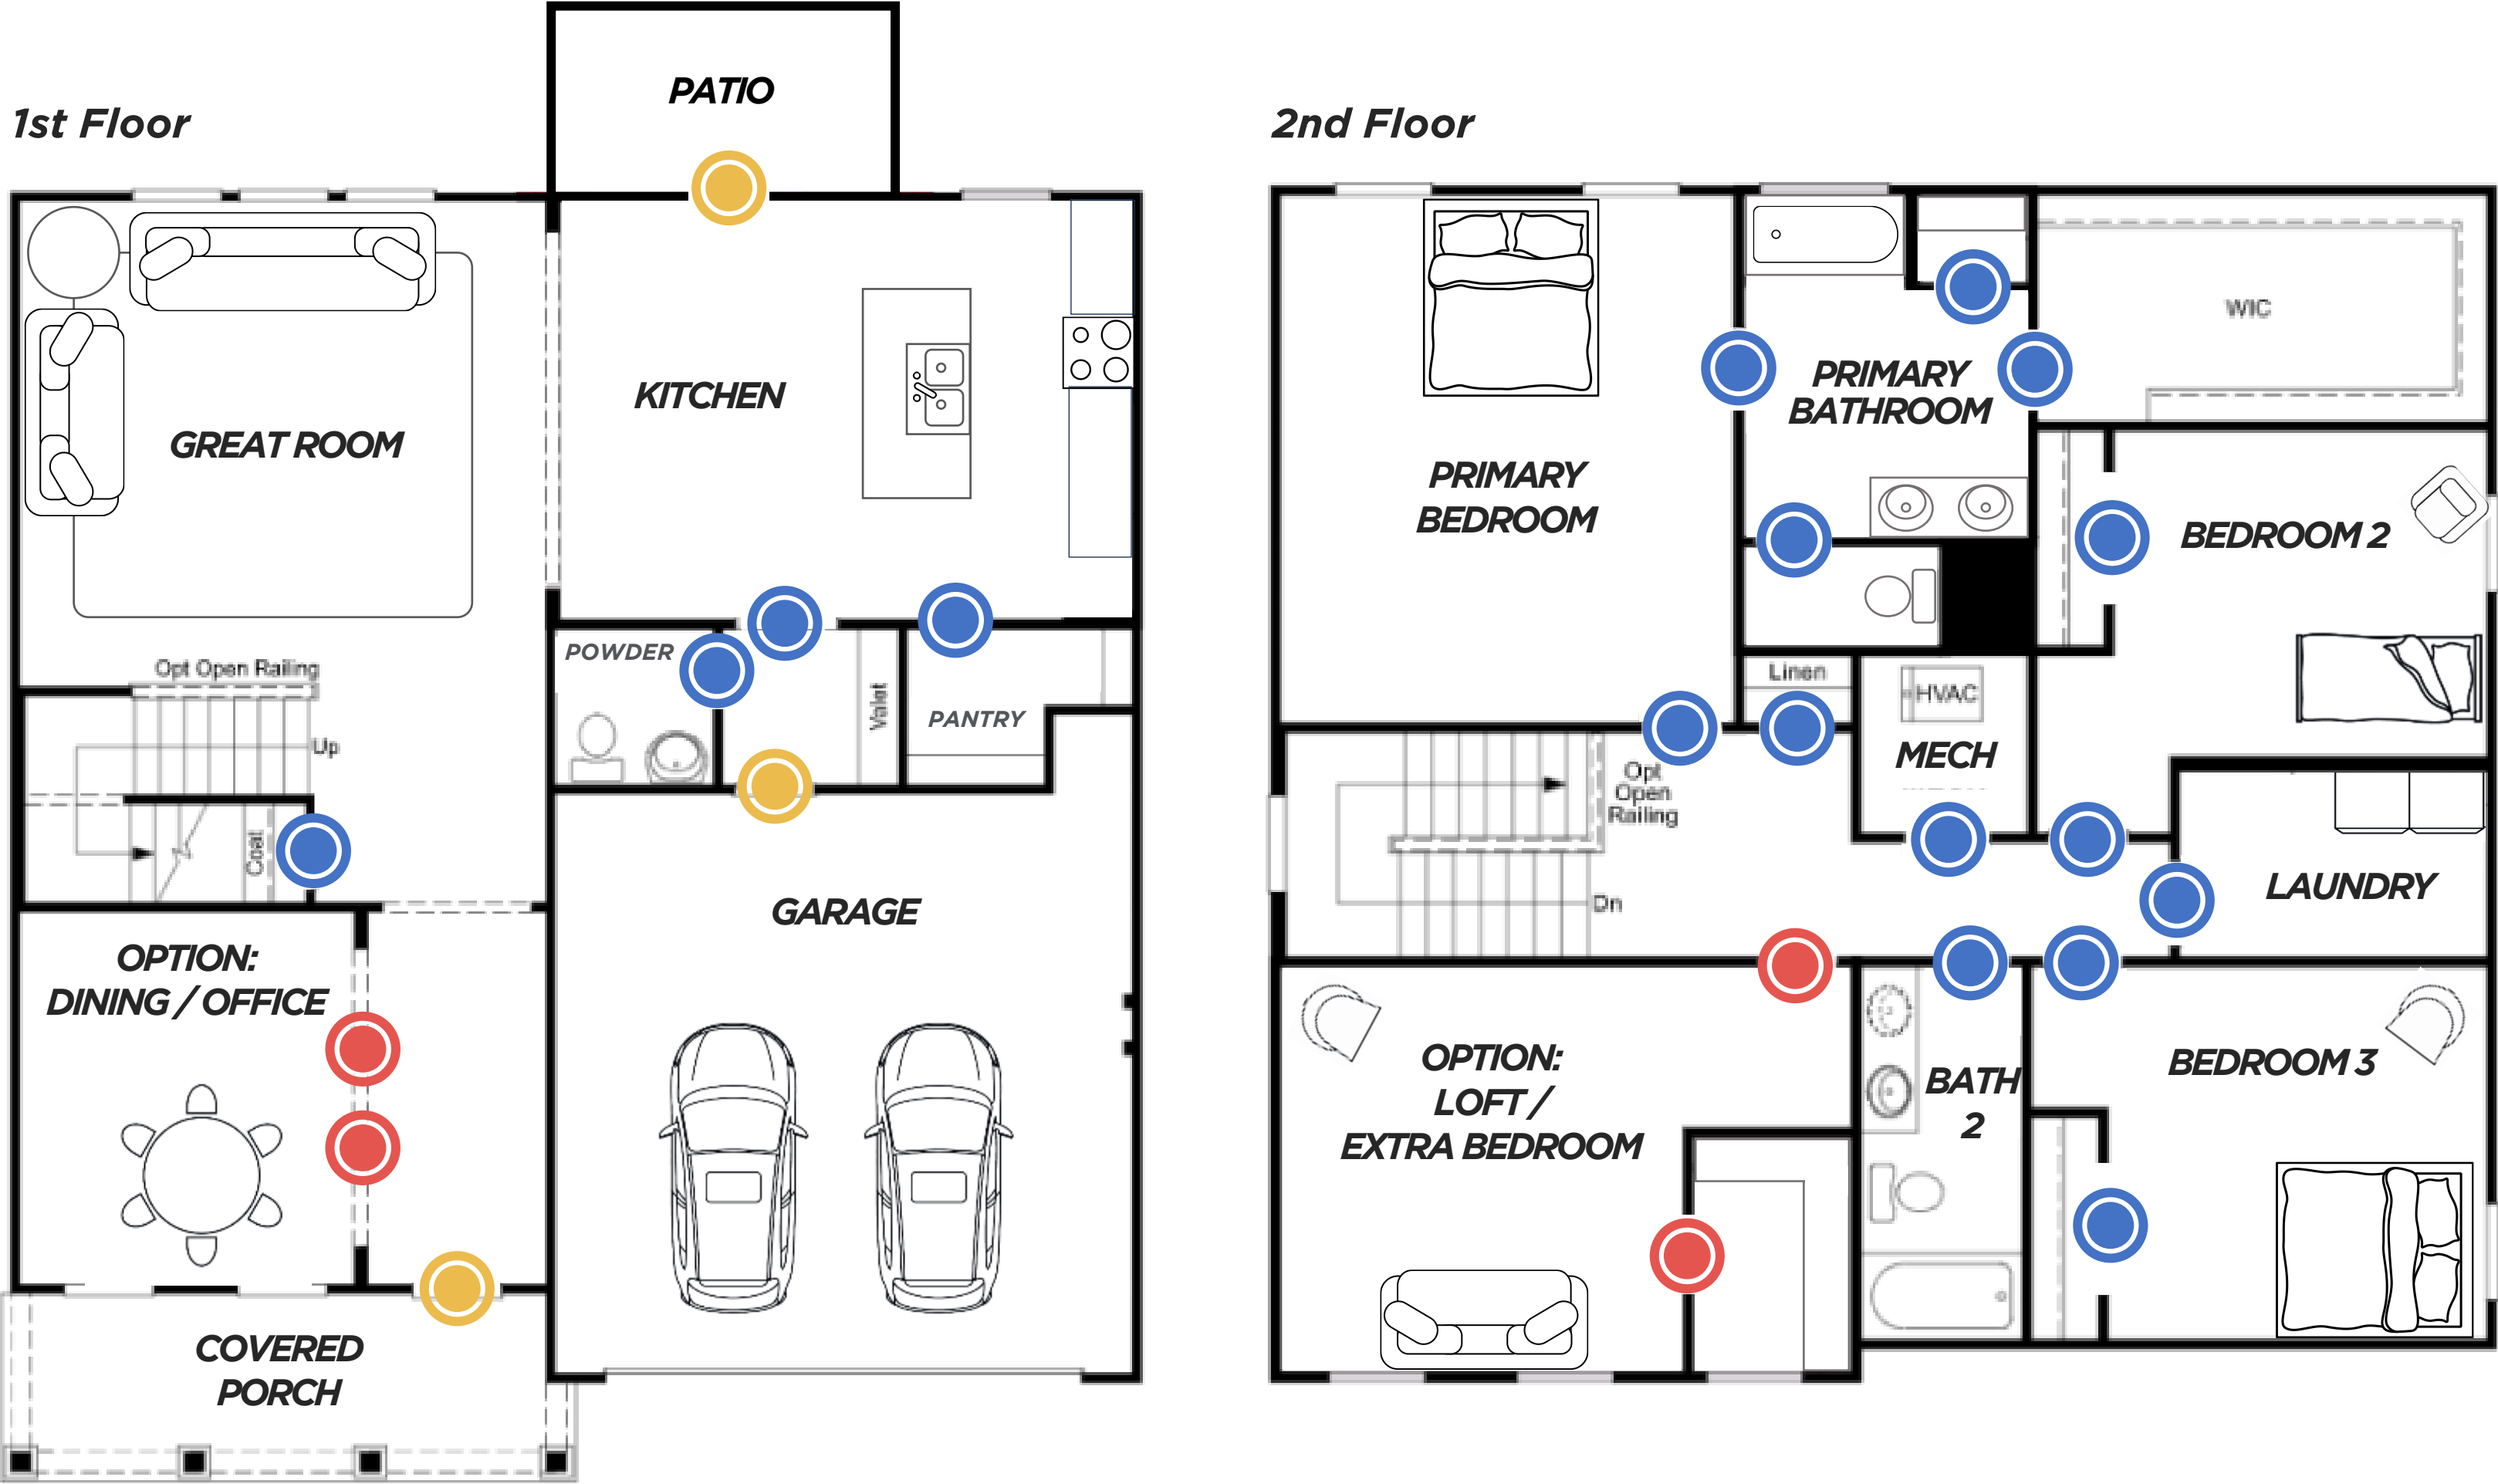 1st Floor
PATIO
GREAT ROOM
KITCHEN
Opt Open Railing
Up
Coat
POWDER
Valet
PANTRY
GARAGE
OPTION:
DINING / OFFICE
COVERED
PORCH
2nd Floor
WIC
PRIMARY
BATHROOM
PRIMARY
BEDROOM
BEDROOM 2
Linen
HVAC
MECH
Opt
Open
Railing
Dn
LAUNDRY
OPTION:
LOFT /
EXTRA BEDROOM
BATH
2
BEDROOM 3